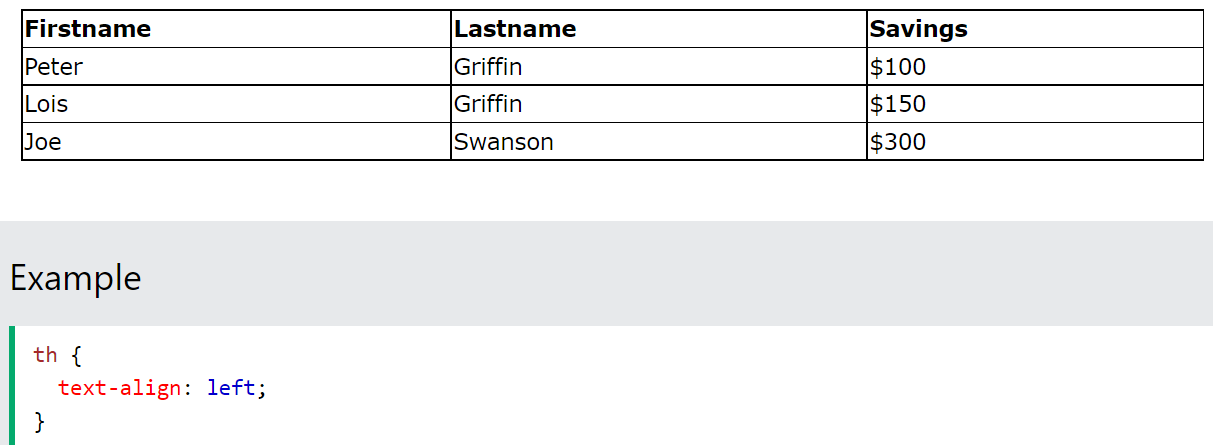 Firstname Lastname Savings
Peter Griffin $100
Lois Griffin $150
Joe Swanson $300
Example
th {
  text-align: left;
}